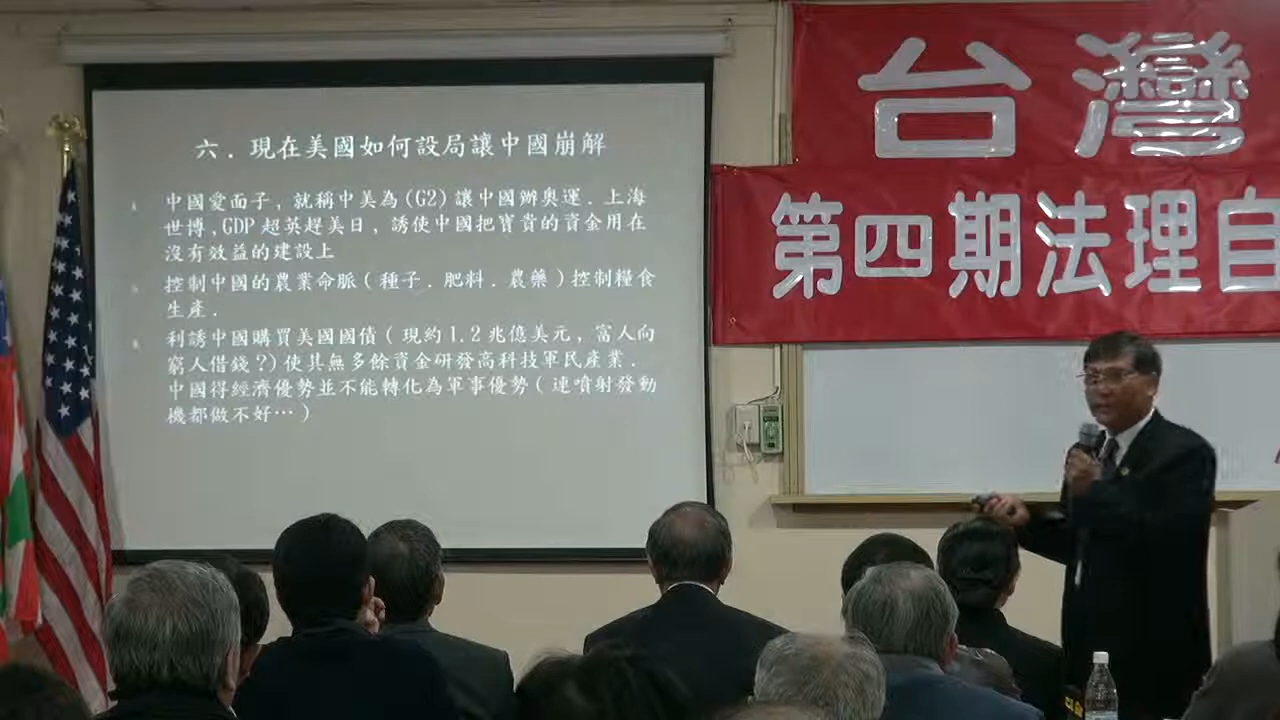 六．現在美國如何設局讓中國崩解
中國愛面子，就稱中美為(G2)讓中國辦奧運．上海
世博，GDP 超英趕美日，誘使中國把寶貴的資金用在
沒有效益的建設上
控制中國的農業命脈（種子．肥料．農藥）控制糧食
生產．
利誘中國購買美國國債（現約1.2兆億美元，富人向
窮人借錢?)使其無多餘資金研發高科技軍民產業．
中國得經濟優勢並不能轉化為軍事優勢（連噴射發動
機都做不好…）
台灣
第四期法理自